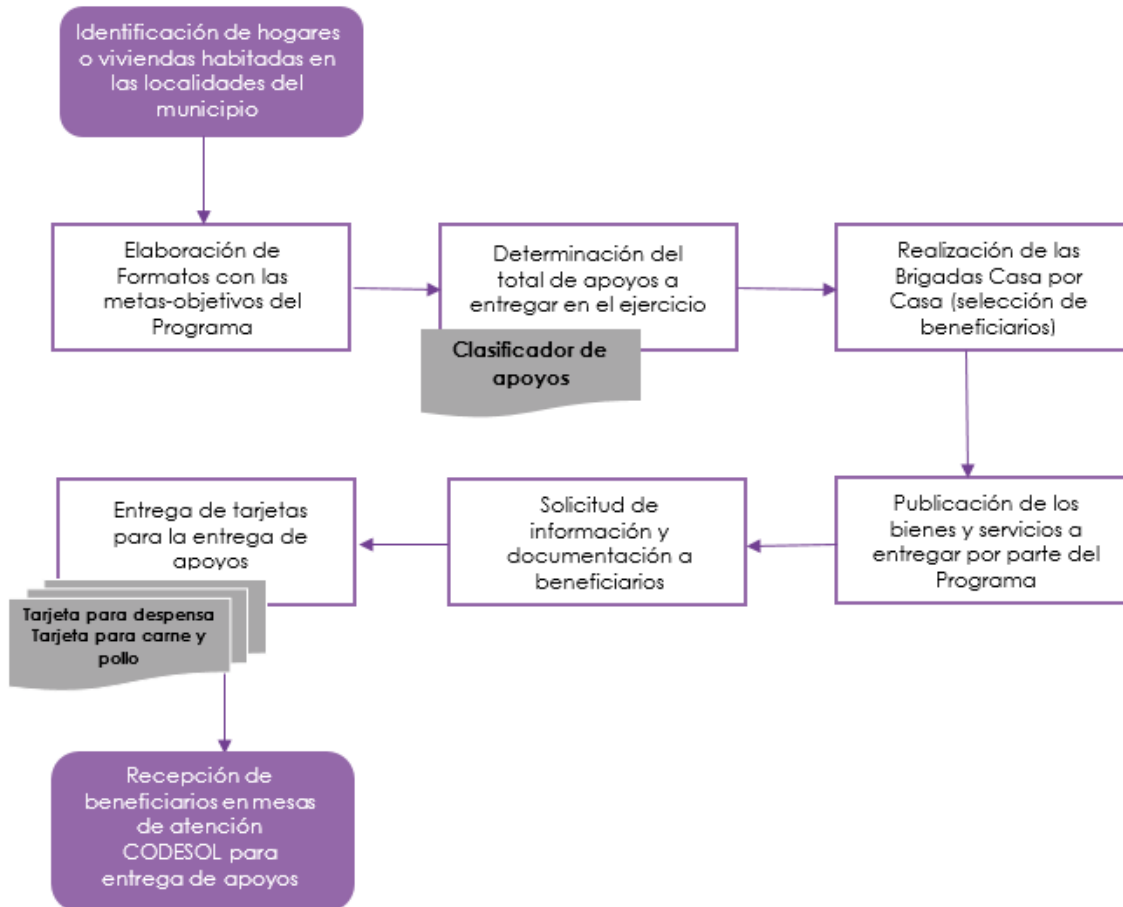 Identificación de hogares
o viviendas habitadas en
las localidades del
municipio
Elaboración de
Formatos con las
metas-objetivos del
Programa
Determinación del
total de apoyos a
entregar en el ejercicio
Clasificador de
apoyos
Realización de las
Brigadas Casa por
Casa (selección de
beneficiarios)
Publicación de los
bienes y servicios a
entregar por parte del
Programa
Solicitud de
información y
documentación a
beneficiarios
Entrega de tarjetas
para la entrega de
apoyos
Tarjeta para despensa
Tarjeta para carne y
pollo
Recepción de
beneficiarios en mesas
de atención
CODESOL para
entrega de apoyos